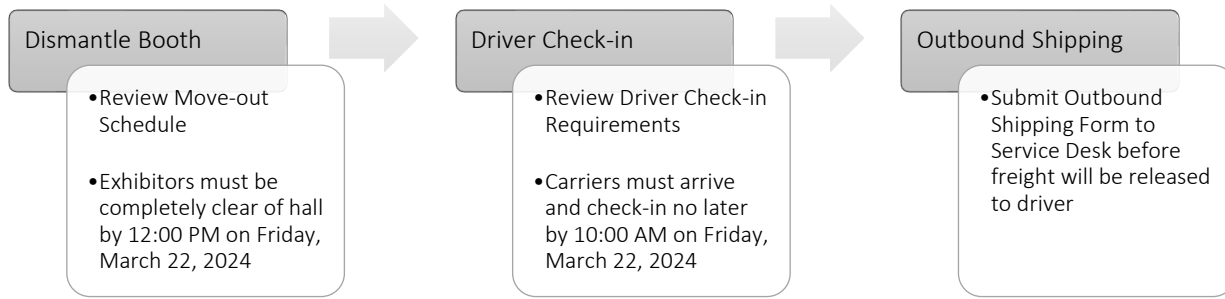 Dismantle Booth
•Review Move-out
Schedule
•Exhibitors must be
completely clear of hall
by 12:00 PM on Friday,
March 22, 2024
Driver Check-in
•Review Driver Check-in
Requirements
•Carriers must arrive
and check-in no later
by 10:00 AM on Friday,
March 22, 2024
Outbound Shipping
•Submit Outbound
Shipping Form to
Service Desk before
freight will be released
to driver